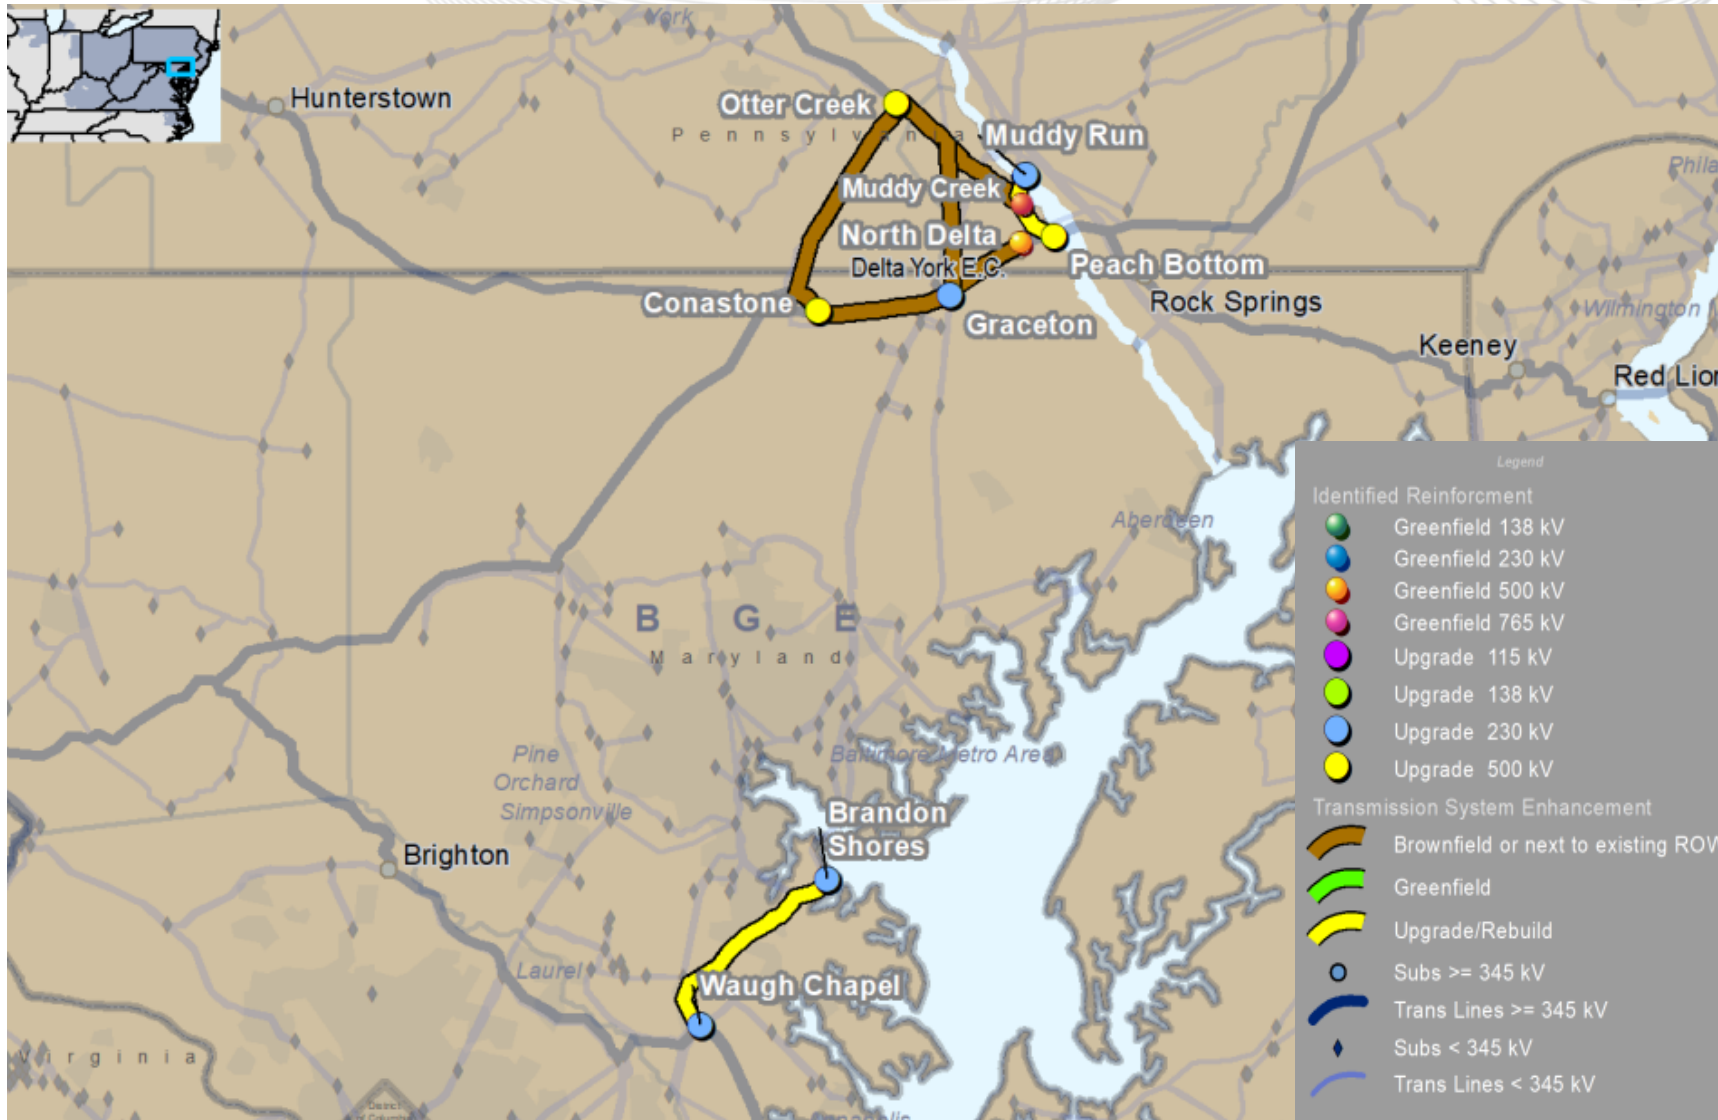 York
Hunterstown
Otter Creek
Pennsylvania
Muddy Run
Phila
Muddy Creek
North Delta
Delta York E.C.
Peach Bottom
Conastone
Rock Springs
Wilmington
Graceton
Keeney
Red Lion
Aberdeen
B G E
Maryland
Pine
Orchard
Baltimore Metro Area
Simpsonville
Brandon
Shores
Brighton
Laurel
Waugh Chapel
Virginia
District
of Columbia
Legend
Identified Reinforcment
Greenfield 138 kV
Greenfield 230 kV
Greenfield 500 kV
Greenfield 765 kV
Upgrade 115 kV
Upgrade 138 kV
Upgrade 230 kV
Upgrade 500 kV
Transmission System Enhancement
Brownfield or next to existing ROW
Greenfield
Upgrade/Rebuild
Subs >= 345 kV
Trans Lines >= 345 kV
Subs < 345 kV
Trans Lines < 345 kV